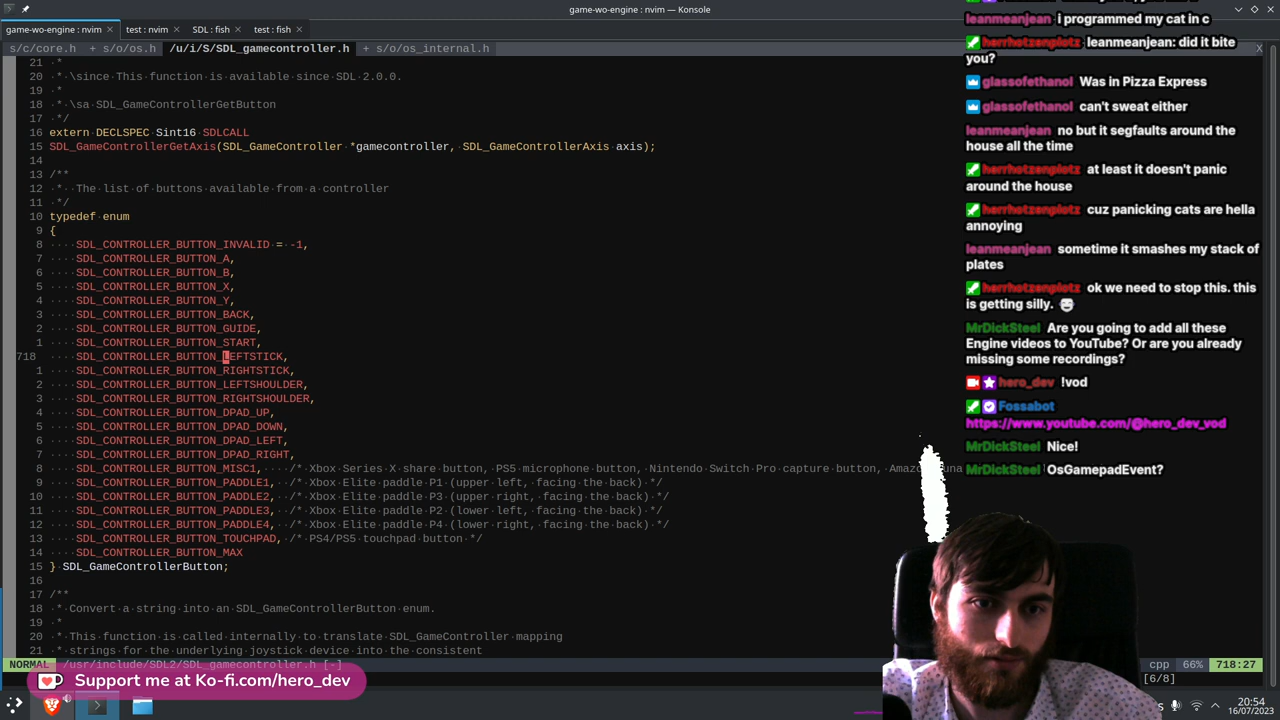 game-wo-engine : nvim — Konsole
game-wo-engine : nvim
test : nvim
SDL : fish
test : fish
s/c/core.h + s/o/os.h /u/i/S/SDL_gamecontroller.h + s/o/os_internal.h X
21 *
20 * \since This function is available since SDL 2.0.0.
19 *
18 * \sa SDL_GameControllerGetButton
17 */
16 extern DECLSPEC Sint16 SDLCALL
15 SDL_GameControllerGetAxis(SDL_GameController *gamecontroller, SDL_GameControllerAxis axis);
14
13 /**
12 * The list of buttons available from a controller
11 */
10 typedef enum
9 {
8 SDL_CONTROLLER_BUTTON_INVALID = -1,
7 SDL_CONTROLLER_BUTTON_A,
6 SDL_CONTROLLER_BUTTON_B,
5 SDL_CONTROLLER_BUTTON_X,
4 SDL_CONTROLLER_BUTTON_Y,
3 SDL_CONTROLLER_BUTTON_BACK,
2 SDL_CONTROLLER_BUTTON_GUIDE,
1 SDL_CONTROLLER_BUTTON_START,
718 SDL_CONTROLLER_BUTTON_LEFTSTICK,
1 SDL_CONTROLLER_BUTTON_RIGHTSTICK,
2 SDL_CONTROLLER_BUTTON_LEFTSHOULDER,
3 SDL_CONTROLLER_BUTTON_RIGHTSHOULDER,
4 SDL_CONTROLLER_BUTTON_DPAD_UP,
5 SDL_CONTROLLER_BUTTON_DPAD_DOWN,
6 SDL_CONTROLLER_BUTTON_DPAD_LEFT,
7 SDL_CONTROLLER_BUTTON_DPAD_RIGHT,
8 SDL_CONTROLLER_BUTTON_MISC1, /* Xbox Series X share button, PS5 microphone button, Nintendo Switch Pro capture button,
9 SDL_CONTROLLER_BUTTON_PADDLE1, /* Xbox Elite paddle P1 (upper left, facing the back) */
10 SDL_CONTROLLER_BUTTON_PADDLE2, /* Xbox Elite paddle P3 (upper right, facing the back) */
11 SDL_CONTROLLER_BUTTON_PADDLE3, /* Xbox Elite paddle P2 (lower left, facing the back) */
12 SDL_CONTROLLER_BUTTON_PADDLE4, /* Xbox Elite paddle P4 (lower right, facing the back) */
13 SDL_CONTROLLER_BUTTON_TOUCHPAD, /* PS4/PS5 touchpad button */
14 SDL_CONTROLLER_BUTTON_MAX
15 } SDL_GameControllerButton;
16
17 /**
18 * Convert a string into an SDL_GameControllerButton enum.
19 *
20 * This function is called internally to translate SDL_GameController mapping
21 * strings for the underlying joystick device into the consistent
NORMAL /usr/include/SDL2/SDL_gamecontroller.h [-] cpp 66% 718:27
[6/8]
Support me at Ko-fi.com/hero_dev
20:54
16/07/2023
leanmeanjean i programmed my cat in c
herrhotzenplotz leanmeanjean: did it bite
you?
glassofethanol Was in Pizza Express
glassofethanol can't sweat either
leanmeanjean no but it segfaults around the
house all the time
herrhotzenplotz at least it doesn't panic
around the house
herrhotzenplotz cuz panicking cats are hella
annoying
leanmeanjean sometime it smashes my stack of
plates
herrhotzenplotz ok we need to stop this. this
is getting silly.
MrDickSteel Are you going to add all these
Engine videos to YouTube? Or are you already
missing some recordings?
hero_dev !vod
Fossabot
https://www.youtube.com/@hero_dev_vod
MrDickSteel Nice!
MrDickSteel OsGamepadEvent?